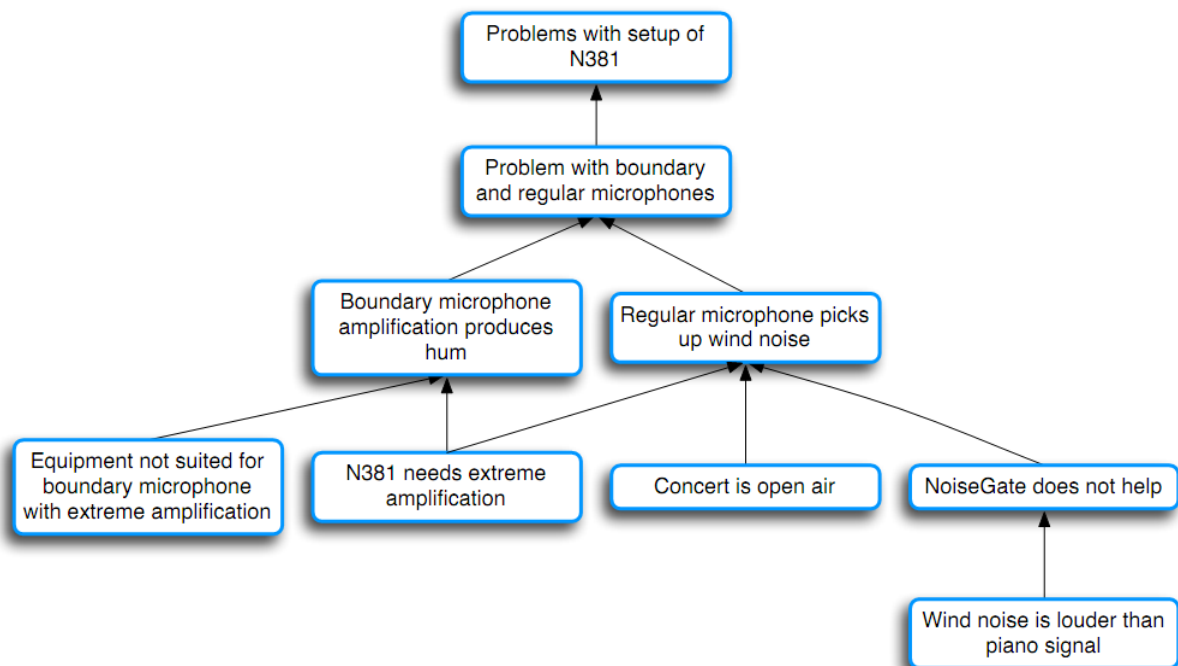 Problems with setup of
N381
Problem with boundary
and regular microphones
Boundary microphone
amplification produces
hum
Regular microphone picks
up wind noise
Equipment not suited for
boundary microphone
with extreme amplification
N381 needs extreme
amplification
Concert is open air
NoiseGate does not help
Wind noise is louder than
piano signal